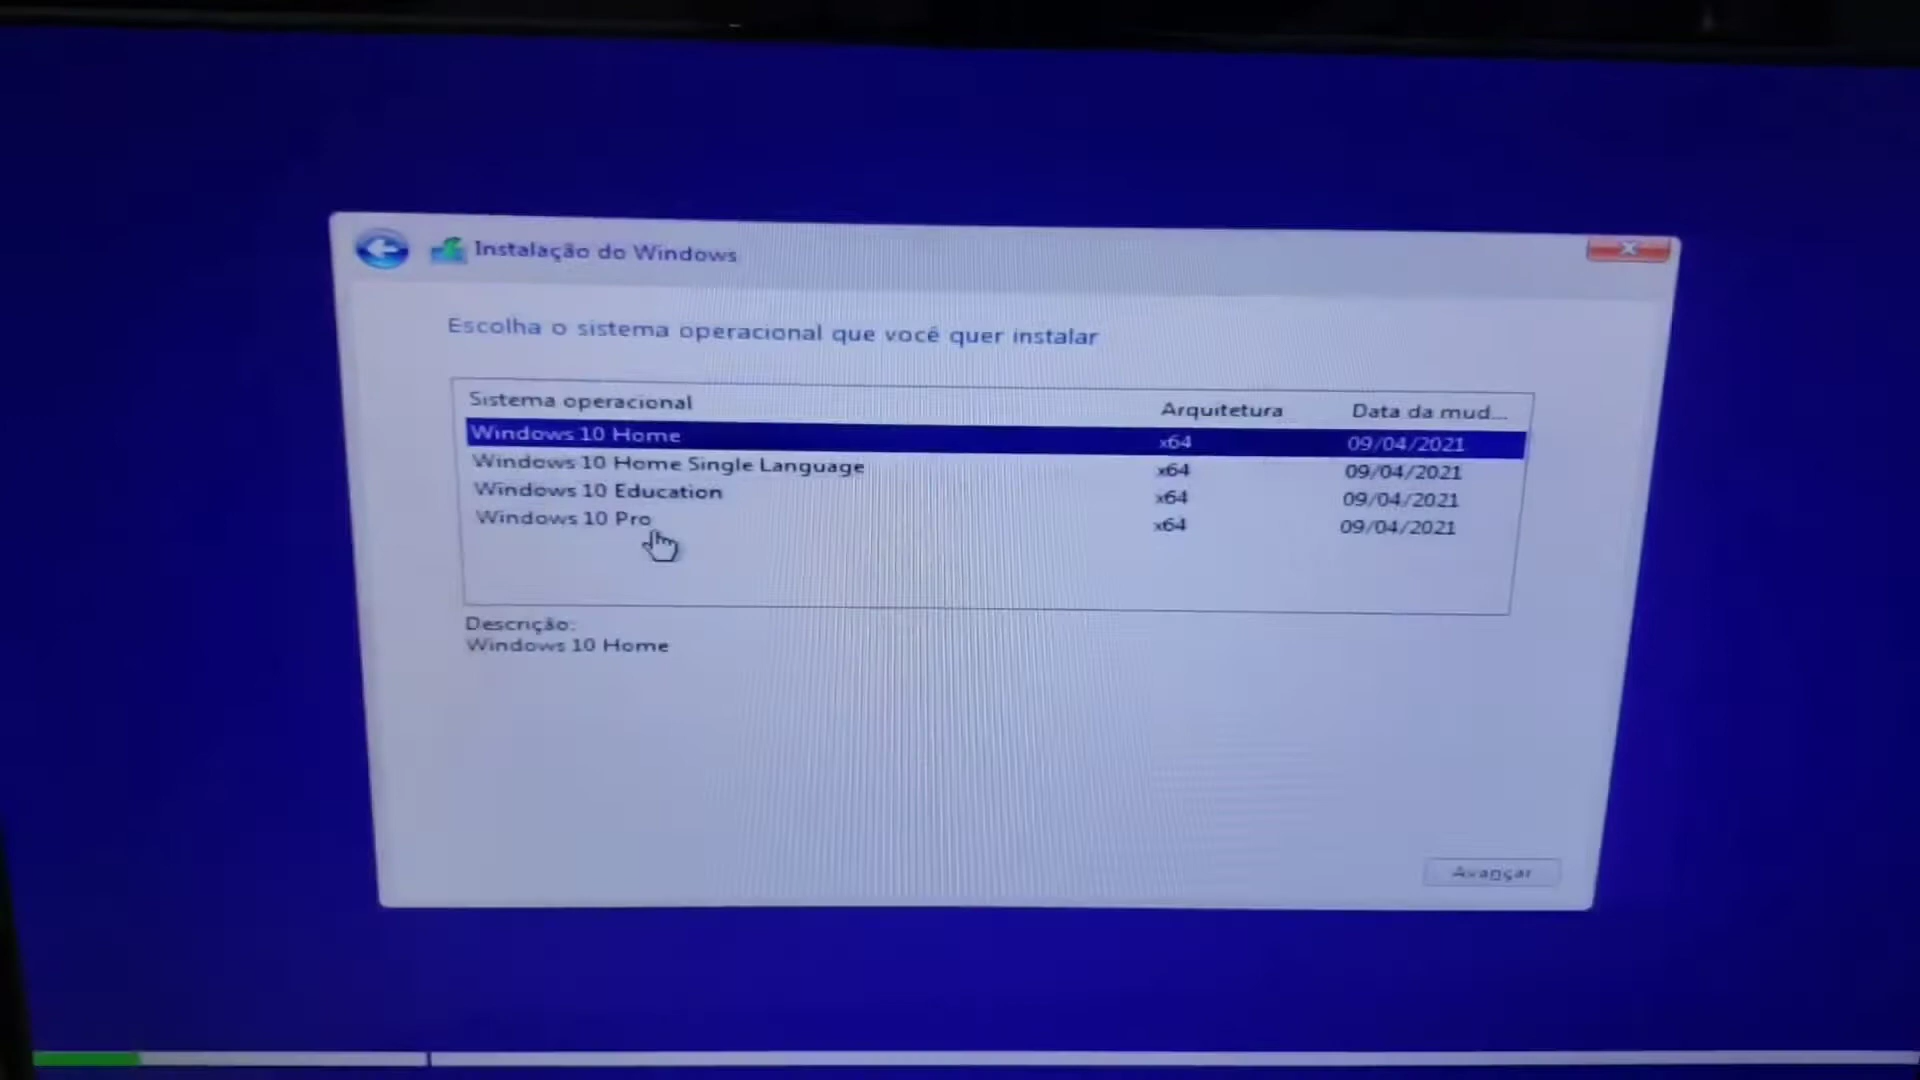 Instalação do Windows
Escolha o sistema operacional que você quer instalar
Sistema operacional Arquitetura Data da mud...
Windows 10 Home x64 09/04/2021
Windows 10 Home Single Language x64 09/04/2021
Windows 10 Education x64 09/04/2021
Windows 10 Pro x64 09/04/2021
Descrição:
Windows 10 Home
Avançar